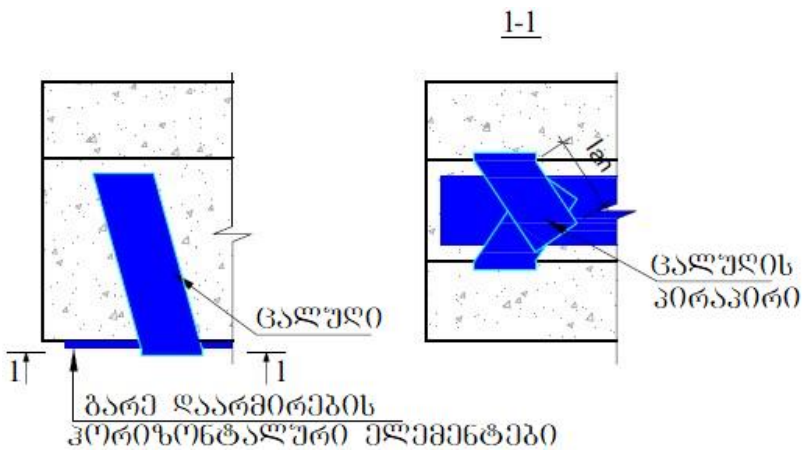 1-1
lan
ცალუღი
ცალუღის
პირაპირი
1 1
გარე დაარმირების
ჰორიზონტალური ელემენტები